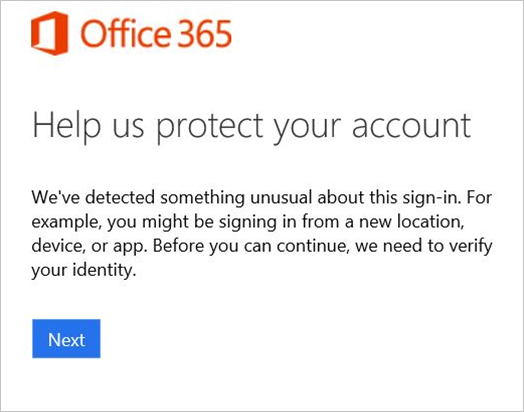 Office 365
Help us protect your account
We've detected something unusual about this sign-in. For
example, you might be signing in from a new location,
device, or app. Before you can continue, we need to verify
your identity.
Next